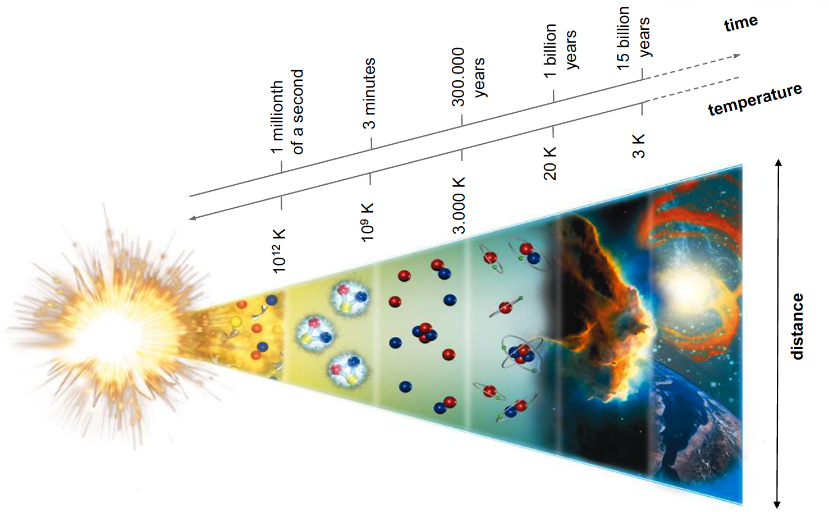 time
1 millionth
of a second
3 minutes
300.000
years
1 billion
years
15 billion
years
temperature
10¹² K
10⁹ K
3.000 K
20 K
3 K
distance